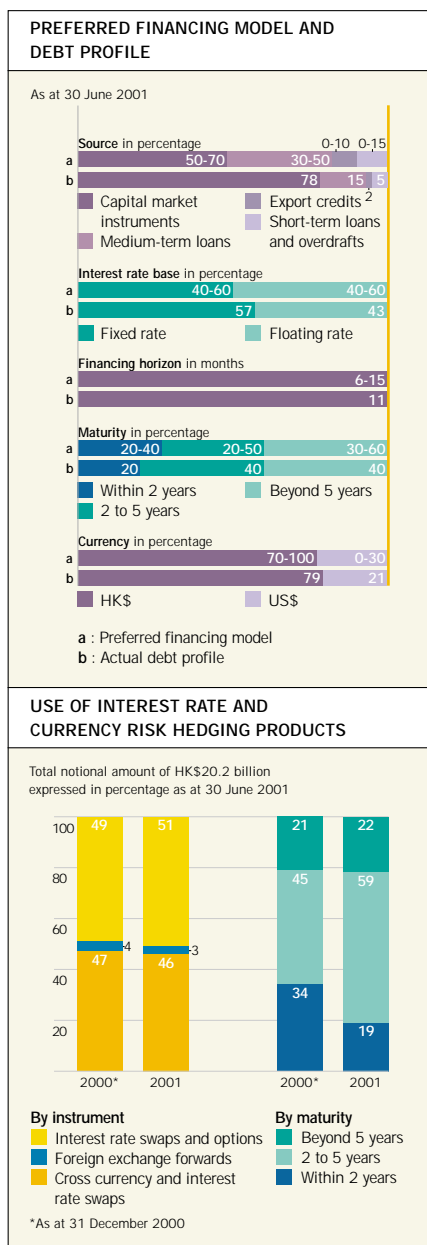 PREFERRED FINANCING MODEL AND
DEBT PROFILE
As at 30 June 2001
Source in percentage 0-10 0-15
a 50-70 30-50
b 78 15 5
2
Capital market
instruments
Medium-term loans
Export credits
Short-term loans
and overdrafts
Interest rate base in percentage
a 40-60 40-60
b 57 43
Fixed rate Floating rate
Financing horizon in months
a 6-15
b 11
Maturity in percentage
a 20-40 20-50 30-60
b 20 40 40
Within 2 years Beyond 5 years
2 to 5 years
Currency in percentage
a 70-100 0-30
b 79 21
HK$ US$
a : Preferred financing model
b : Actual debt profile
USE OF INTEREST RATE AND
CURRENCY RISK HEDGING PRODUCTS
Total notional amount of HK$20.2 billion
expressed in percentage as at 30 June 2001
100 49 51 21 22
80 45 59
60
4 3
47 46
40 34
20 19
2000* 2001 2000* 2001
By instrument
Interest rate swaps and options
Foreign exchange forwards
Cross currency and interest
rate swaps
By maturity
Beyond 5 years
2 to 5 years
Within 2 years
*As at 31 December 2000